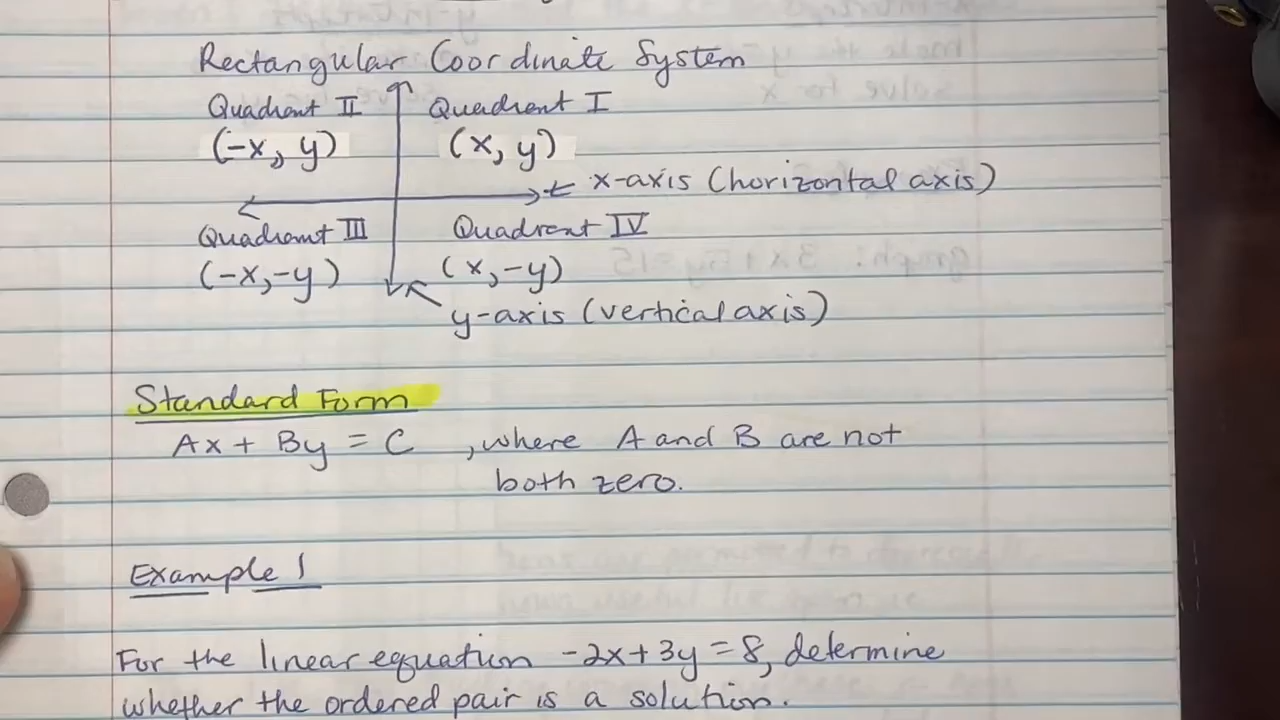 Rectangular Coordinate System
Quadrant II Quadrant I
(-x, y) (x, y)
x-axis (horizontal axis)
Quadrant III Quadrant IV
(-x,-y) (x,-y)
y-axis (vertical axis)
Standard Form
Ax + By = C , where A and B are not
both zero.
Example 1
For the linear equation -2x+3y=8, determine
whether the ordered pair is a solution.